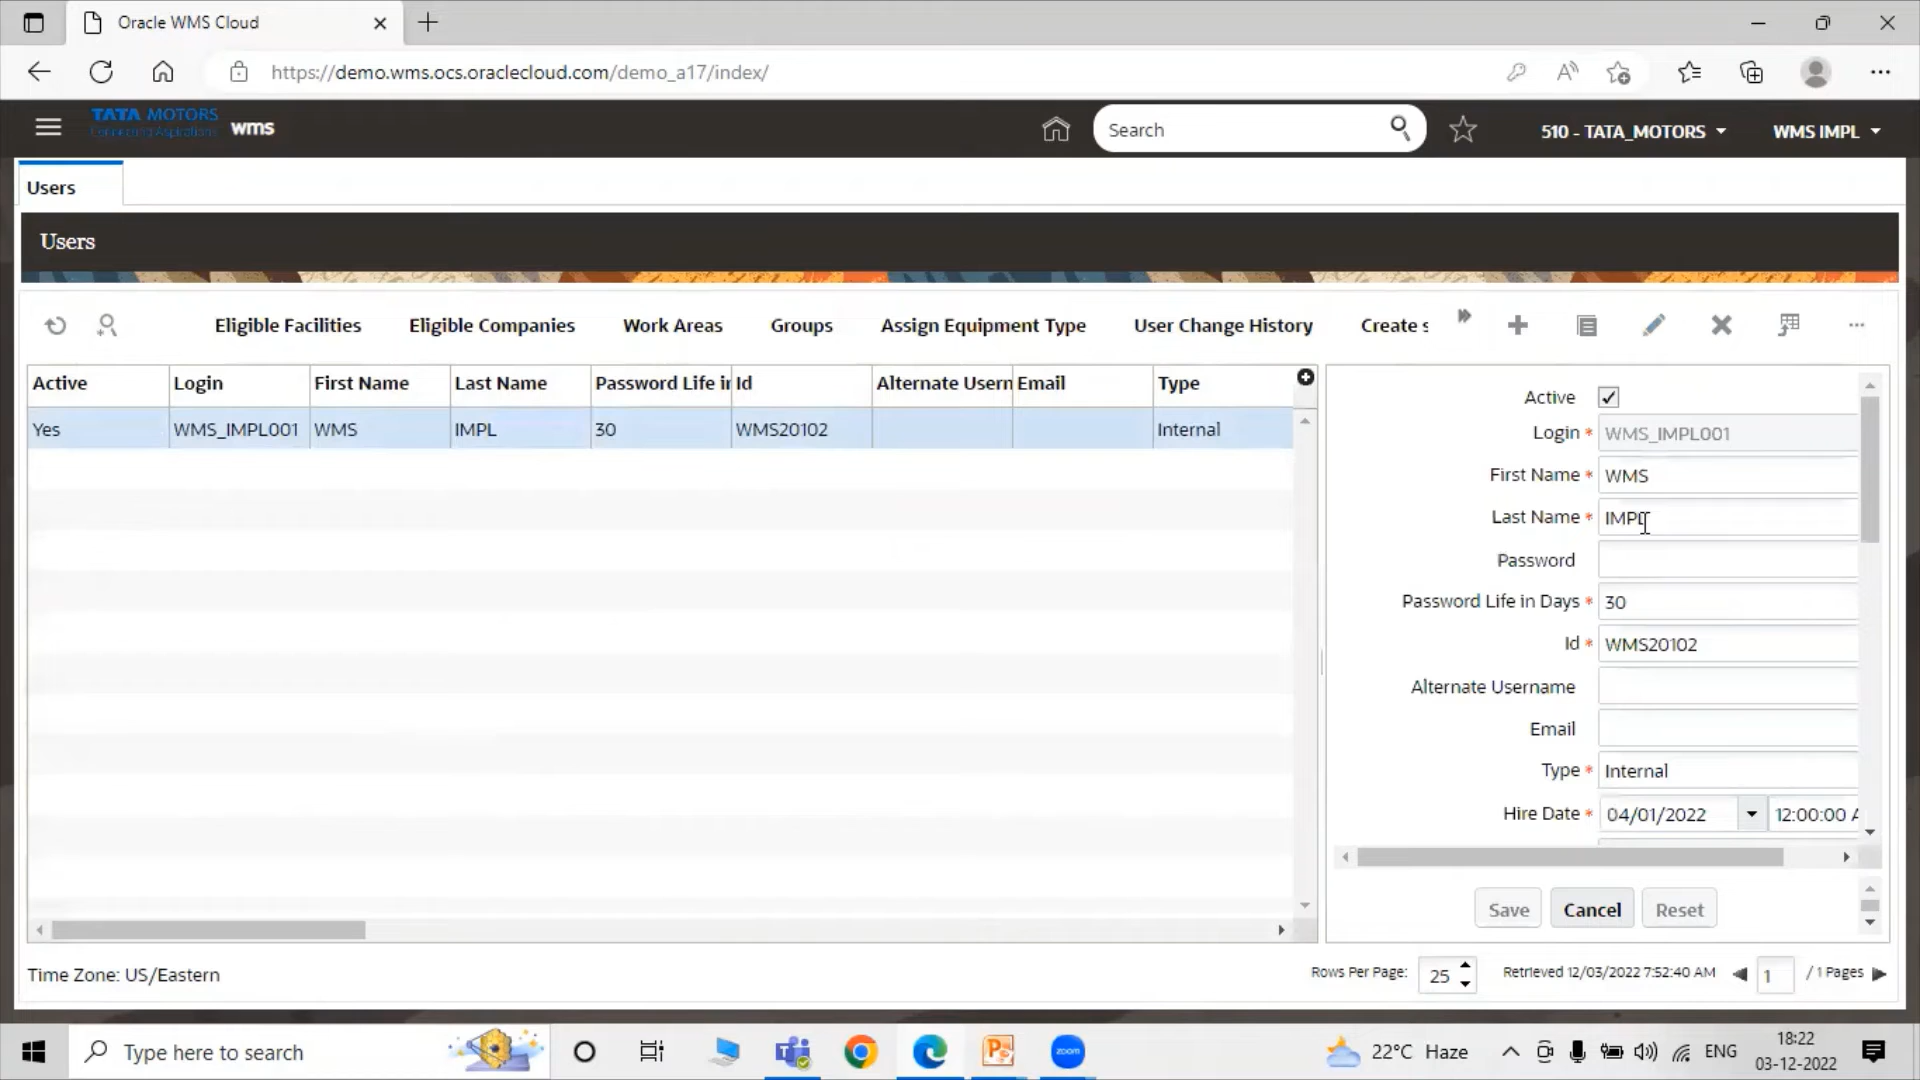 Oracle WMS Cloud
https://demo.wms.ocs.oraclecloud.com/demo_a17/index/
TATA MOTORS
Connecting Aspirations
wms
Search
510 - TATA_MOTORS
WMS IMPL
Users
Users
Eligible Facilities
Eligible Companies
Work Areas
Groups
Assign Equipment Type
User Change History
Create s
Active Login First Name Last Name Password Life in Id Alternate Usern Email Type
Yes WMS_IMPL001 WMS IMPL 30 WMS20102 Internal
Active
Login * WMS_IMPL001
First Name * WMS
Last Name * IMPL
Password
Password Life in Days * 30
Id * WMS20102
Alternate Username
Email
Type * Internal
Hire Date * 04/01/2022 12:00:00 A
Save Cancel Reset
Time Zone: US/Eastern
Rows Per Page: 25 Retrieved 12/03/2022 7:52:40 AM 1 / 1 Pages
Type here to search
zoom
22°C Haze
ENG
18:22
03-12-2022